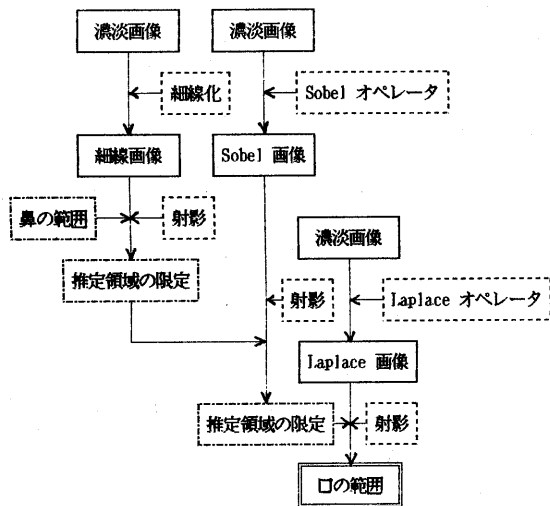 濃淡画像 濃淡画像
細線化 Sobel オペレータ
細線画像 Sobel 画像
鼻の範囲 射影
濃淡画像
推定領域の限定
射影 Laplace オペレータ
Laplace 画像
推定領域の限定 射影
口の範囲